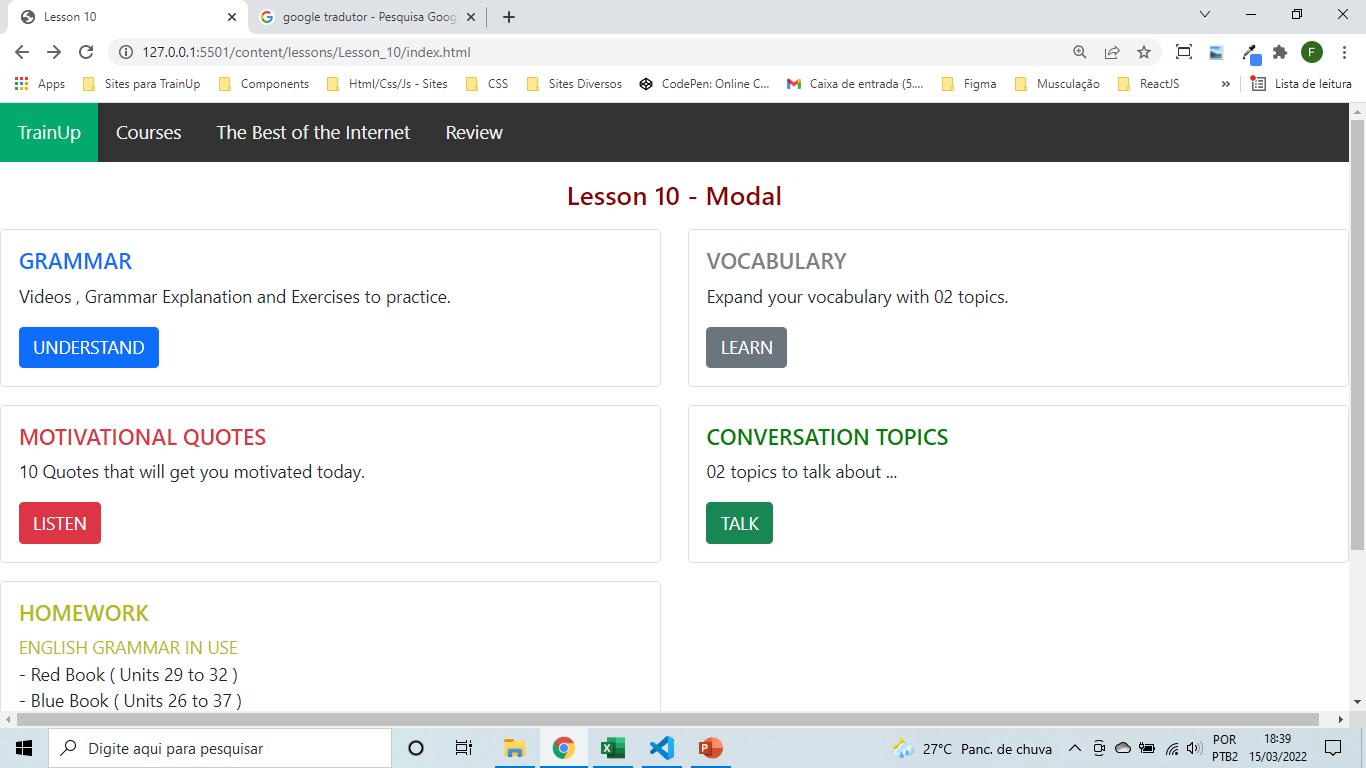 Lesson 10
google tradutor - Pesquisa Goog
127.0.0.1:5501/content/lessons/Lesson_10/index.html
F
Apps
Sites para TrainUp
Components
Html/Css/Js - Sites
CSS
Sites Diversos
CodePen: Online C...
Caixa de entrada (5....
Figma
Musculação
ReactJS
»
Lista de leitura
TrainUp
Courses
The Best of the Internet
Review
Lesson 10 - Modal
GRAMMAR
Videos , Grammar Explanation and Exercises to practice.
UNDERSTAND
VOCABULARY
Expand your vocabulary with 02 topics.
LEARN
MOTIVATIONAL QUOTES
10 Quotes that will get you motivated today.
LISTEN
CONVERSATION TOPICS
02 topics to talk about ...
TALK
HOMEWORK
ENGLISH GRAMMAR IN USE
- Red Book ( Units 29 to 32 )
- Blue Book ( Units 26 to 37 )
Digite aqui para pesquisar
27°C Panc. de chuva
POR
PTB2
18:39
15/03/2022